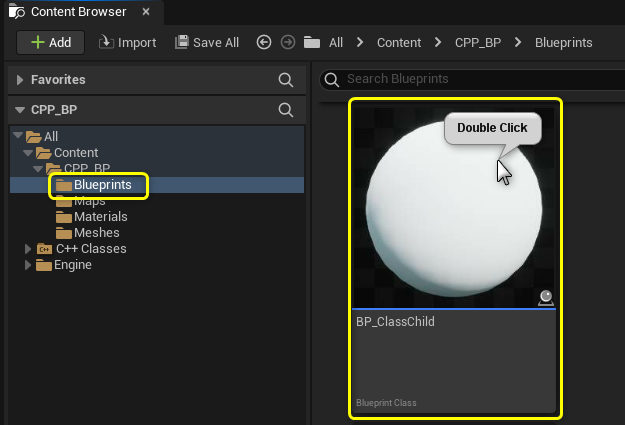 Content Browser
Add
Import
Save All
All
Content
CPP_BP
Blueprints
Favorites
Search Blueprints
CPP_BP
All
Content
CPP_BP
Blueprints
Maps
Materials
Meshes
C++ Classes
Engine
Double Click
BP_ClassChild
Blueprint Class